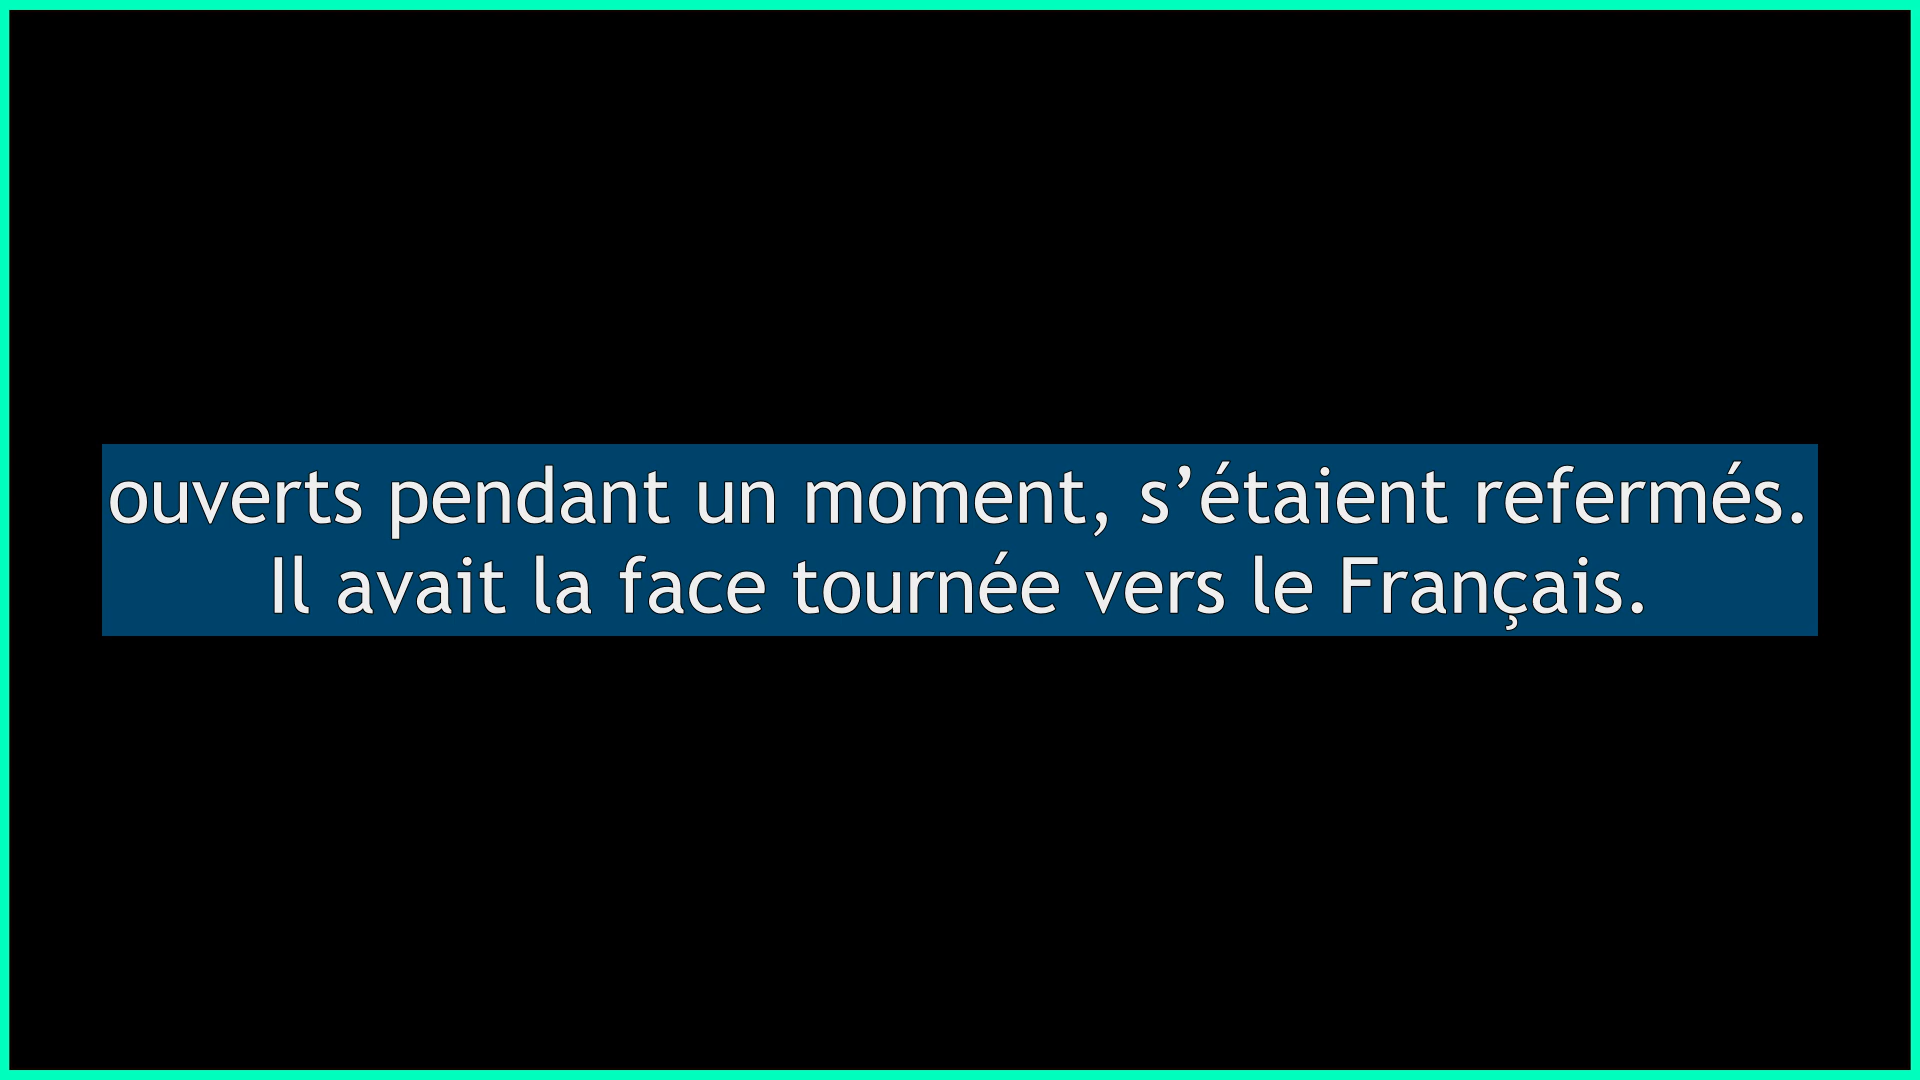 ouverts pendant un moment, s’étaient refermés.
Il avait la face tournée vers le Français.